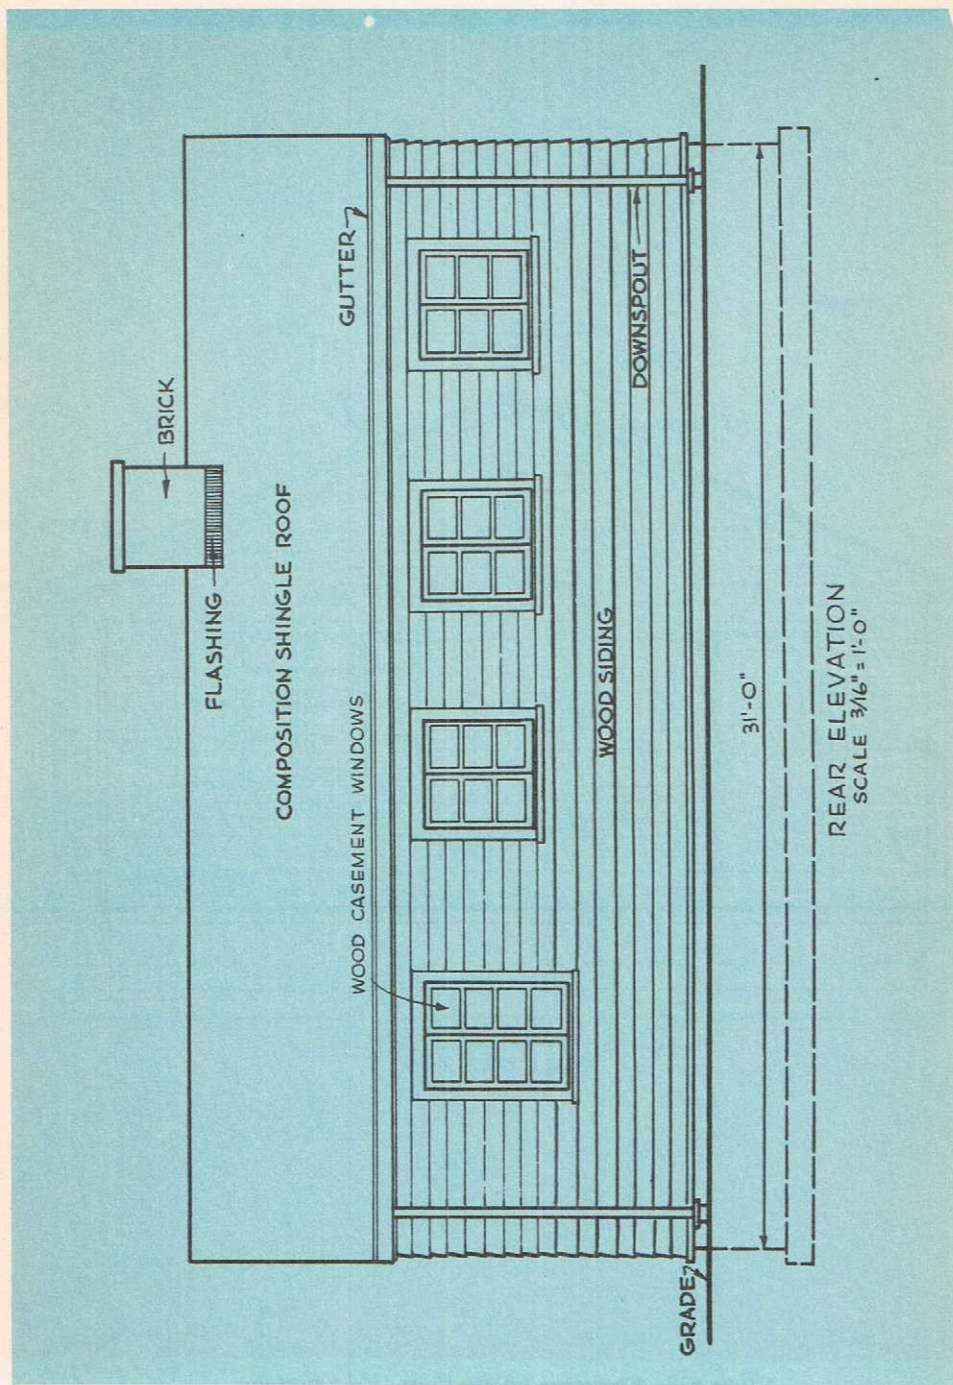 BRICK
FLASHING
COMPOSITION SHINGLE ROOF
GUTTER
WOOD CASEMENT WINDOWS
WOOD SIDING
DOWNSPOUT
GRADE
31'-0"
REAR ELEVATION
SCALE 3/16" = 1'-0"